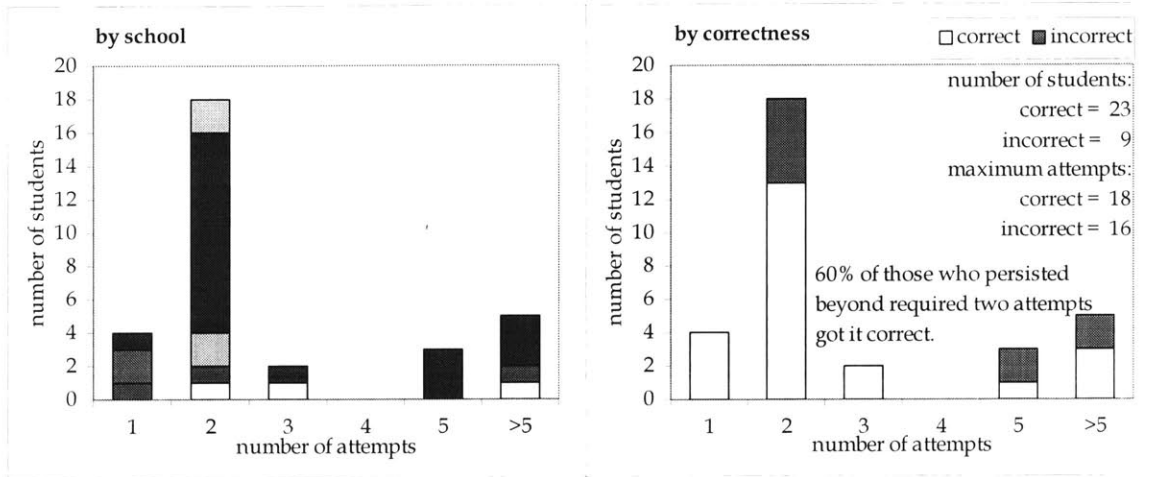 by school
20
18
16
14
12
10
8
6
4
2
0
number of students
1 2 3 4 5 >5
number of attempts
by correctness
correct incorrect
20
18
16
14
12
10
8
6
4
2
0
number of students
number of students:
correct = 23
incorrect = 9
maximum attempts:
correct = 18
incorrect = 16
60% of those who persisted
beyond required two attempts
got it correct.
1 2 3 4 5 >5
number of attempts